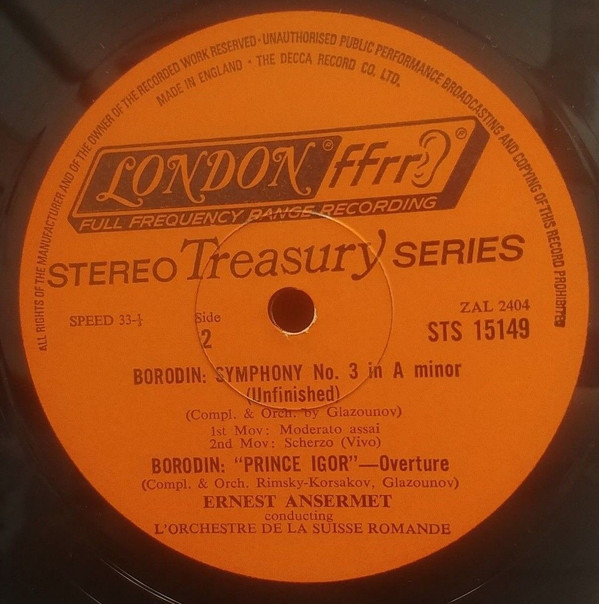 ALL RIGHTS OF THE MANUFACTURER AND OF THE OWNER OF THE RECORDED WORK RESERVED · UNAUTHORISED PUBLIC PERFORMANCE BROADCASTING AND COPYING OF THIS RECORD PROHIBITED
MADE IN ENGLAND · THE DECCA RECORD CO. LTD.
LONDON® ffrr®
FULL FREQUENCY RANGE RECORDING
STEREO Treasury SERIES
SPEED 33-⅓ Side 2 ZAL 2404
STS 15149
BORODIN: SYMPHONY No. 3 in A minor
(Unfinished)
(Compl. & Orch. by Glazounov)
1st Mov: Moderato assai
2nd Mov: Scherzo (Vivo)
BORODIN: "PRINCE IGOR"—Overture
(Compl. & Orch. Rimsky-Korsakov, Glazounov)
ERNEST ANSERMET
conducting
L'ORCHESTRE DE LA SUISSE ROMANDE